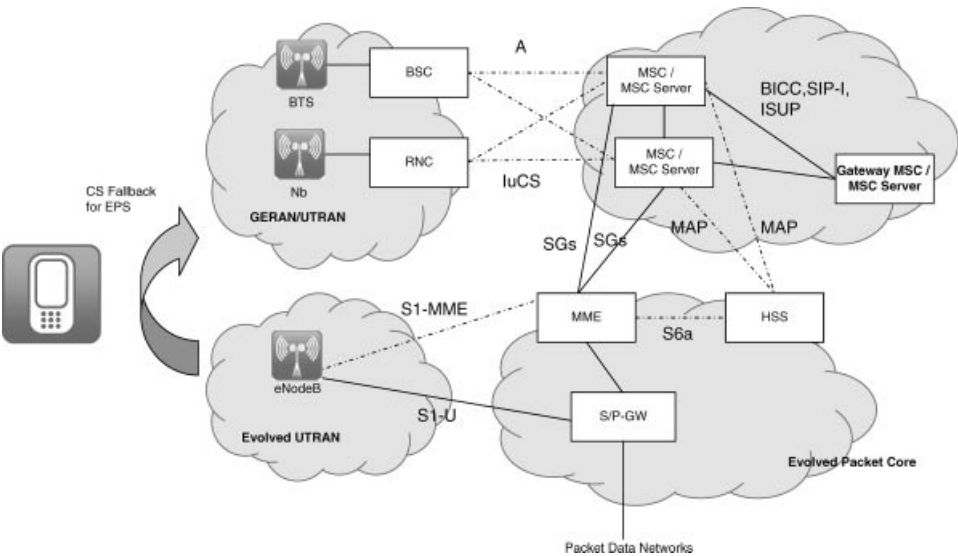 A
BTS
BSC
MSC /
MSC Server
BICC,SIP-I,
ISUP
Nb
RNC
MSC /
MSC Server
Gateway MSC /
MSC Server
IuCS
CS Fallback
for EPS
GERAN/UTRAN
SGs
SGs
MAP
MAP
S1-MME
MME
S6a
HSS
eNodeB
S1-U
S/P-GW
Evolved UTRAN
Evolved Packet Core
Packet Data Networks